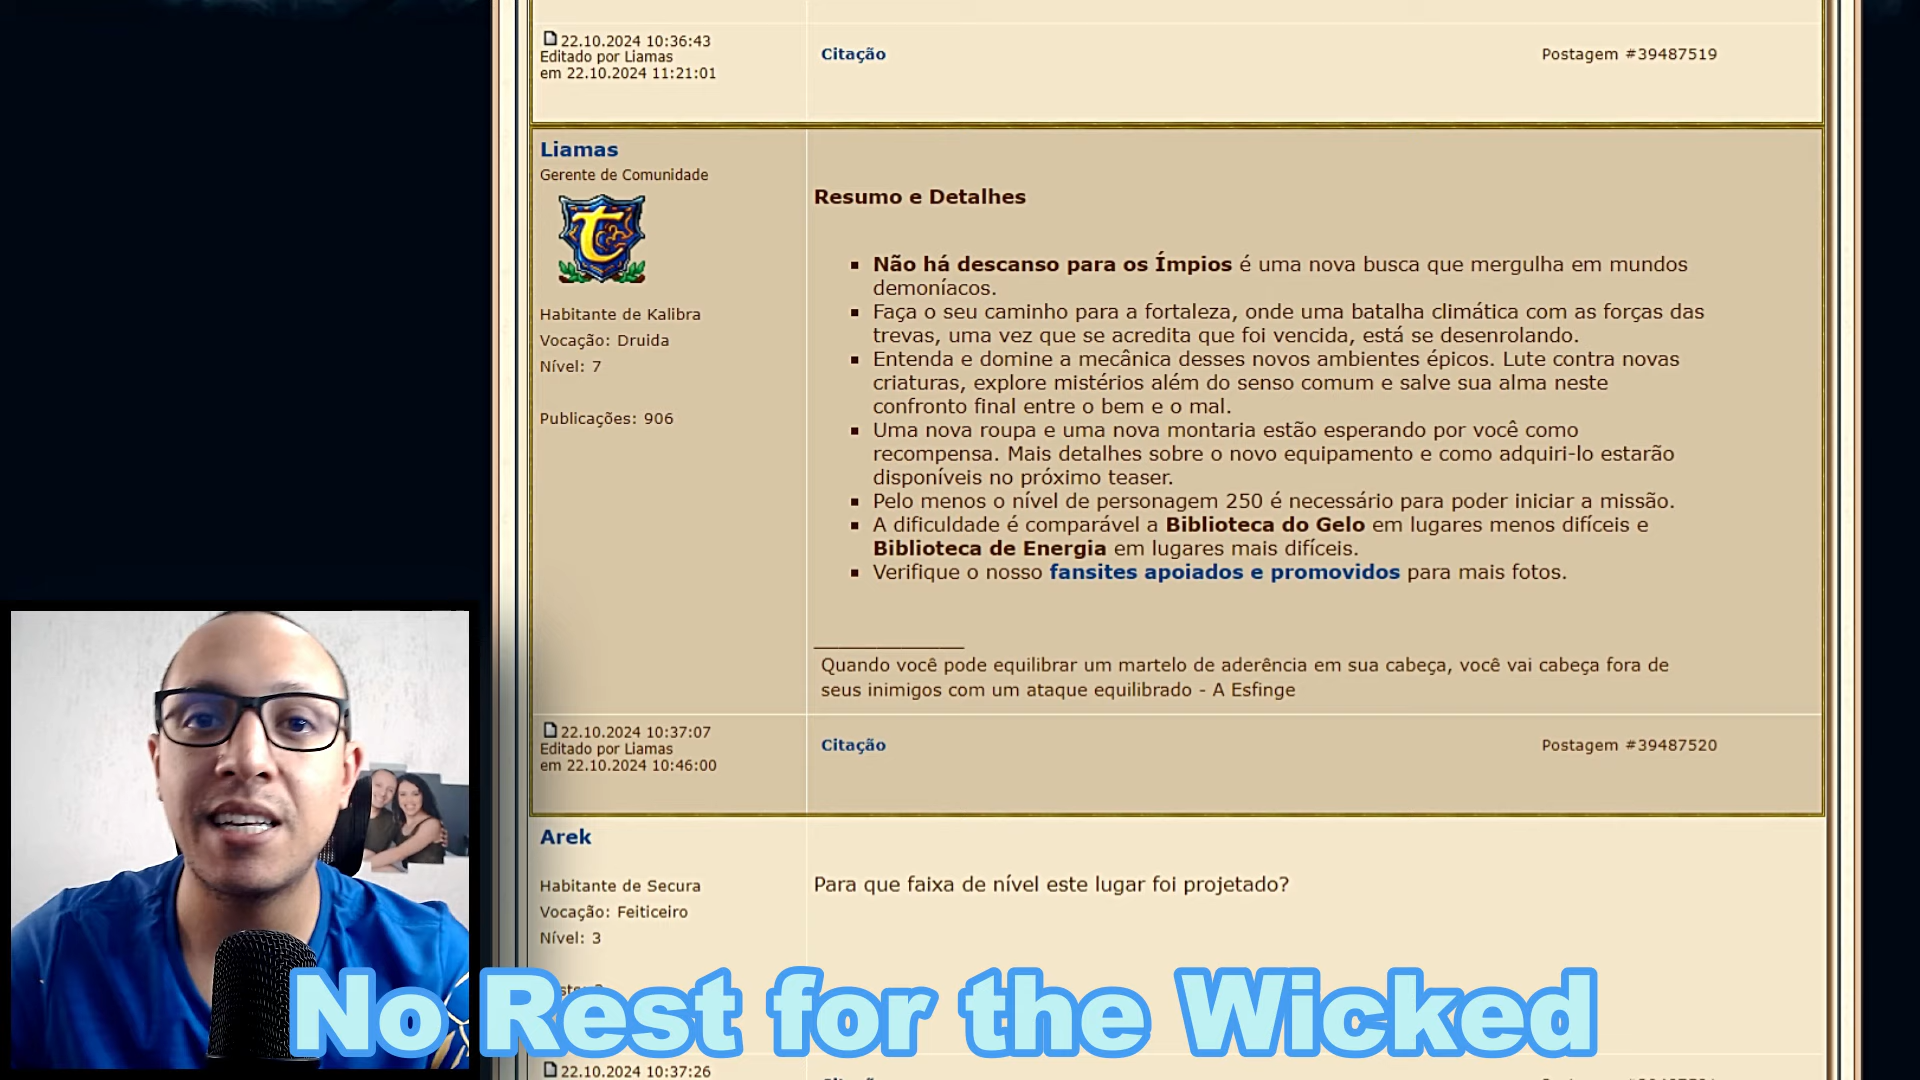 22.10.2024 10:36:43
Editado por Liamas
em 22.10.2024 11:21:01
Citação
Postagem #39487519
Liamas
Gerente de Comunidade
Habitante de Kalibra
Vocação: Druida
Nível: 7
Publicações: 906
Resumo e Detalhes
Não há descanso para os Ímpios é uma nova busca que mergulha em mundos
demoníacos.
Faça o seu caminho para a fortaleza, onde uma batalha climática com as forças das
trevas, uma vez que se acredita que foi vencida, está se desenrolando.
Entenda e domine a mecânica desses novos ambientes épicos. Lute contra novas
criaturas, explore mistérios além do senso comum e salve sua alma neste
confronto final entre o bem e o mal.
Uma nova roupa e uma nova montaria estão esperando por você como
recompensa. Mais detalhes sobre o novo equipamento e como adquiri-lo estarão
disponíveis no próximo teaser.
Pelo menos o nível de personagem 250 é necessário para poder iniciar a missão.
A dificuldade é comparável a Biblioteca do Gelo em lugares menos difíceis e
Biblioteca de Energia em lugares mais difíceis.
Verifique o nosso fansites apoiados e promovidos para mais fotos.
Quando você pode equilibrar um martelo de aderência em sua cabeça, você vai cabeça fora de
seus inimigos com um ataque equilibrado - A Esfinge
22.10.2024 10:37:07
Editado por Liamas
em 22.10.2024 10:46:00
Citação
Postagem #39487520
Arek
Habitante de Secura
Vocação: Feiticeiro
Nível: 3
Para que faixa de nível este lugar foi projetado?
No Rest for the Wicked
22.10.2024 10:37:26